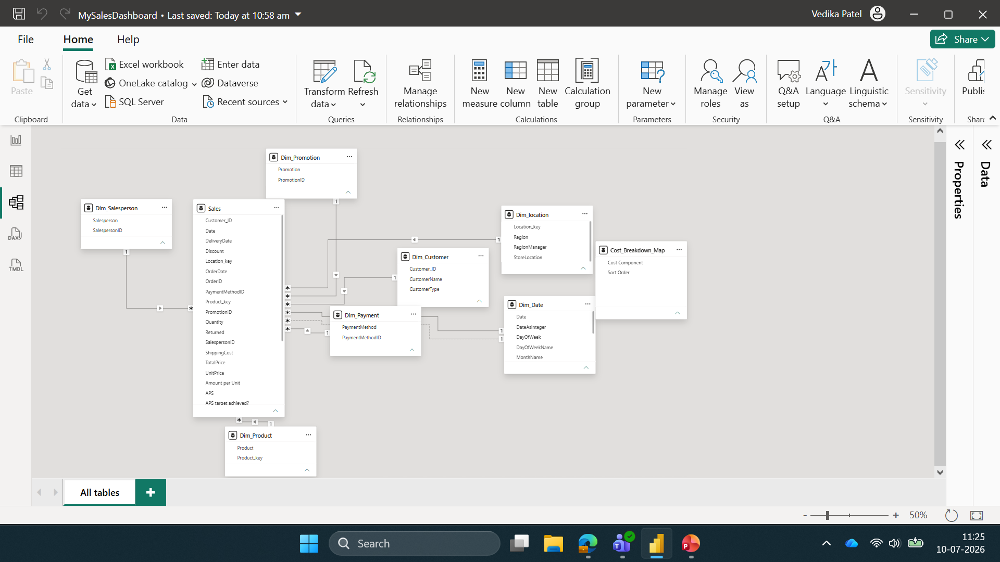 MySalesDashboard • Last saved: Today at 10:58 am
Vedika Patel
File
Home
Help
Share
Paste
Clipboard
Get data
Excel workbook
OneLake catalog
SQL Server
Enter data
Dataverse
Recent sources
Data
Transform data
Refresh
Queries
Manage relationships
Relationships
New measure
New column
New table
Calculation group
Calculations
New parameter
Parameters
Manage roles
View as
Security
Q&A setup
Language
Linguistic schema
Q&A
Sensitivity
Sensitivity
Publis
Share
DAX
TMDL
Dim_Promotion
Promotion
PromotionID
1
Dim_Salesperson
Salesperson
SalespersonID
1
*
Sales
Customer_ID
Date
DeliveryDate
Discount
Location_key
OrderDate
OrderID
PaymentMethodID
Product_key
PromotionID
Quantity
Returned
SalespersonID
ShippingCost
TotalPrice
UnitPrice
Amount per Unit
APS
APS target achieved?
*
*
*
*
*
*
*
1
Dim_Product
Product
Product_key
1
Dim_Customer
Customer_ID
CustomerName
CustomerType
1
Dim_Payment
PaymentMethod
PaymentMethodID
1
Dim_location
Location_key
Region
RegionManager
StoreLocation
1
1
Dim_Date
Date
DateAsInteger
DayOfWeek
DayOfWeekName
MonthName
Cost_Breakdown_Map
Cost Component
Sort Order
Properties
Data
All tables
+
- + 50%
Search
11:25
10-07-2026